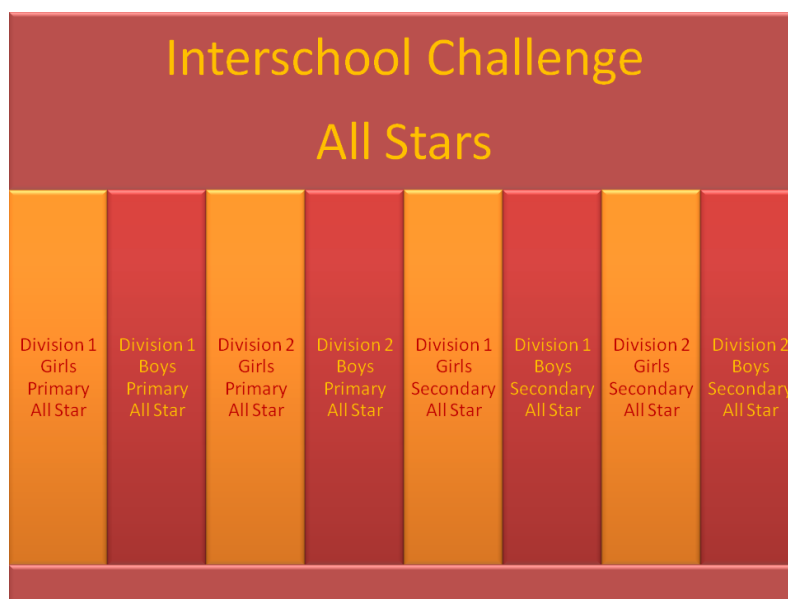 Interschool Challenge
All Stars
Division 1
Girls
Primary
All Star
Division 1
Boys
Primary
All Star
Division 2
Girls
Primary
All Star
Division 2
Boys
Primary
All Star
Division 1
Girls
Secondary
All Star
Division 1
Boys
Secondary
All Star
Division 2
Girls
Secondary
All Star
Division 2
Boys
Secondary
All Star